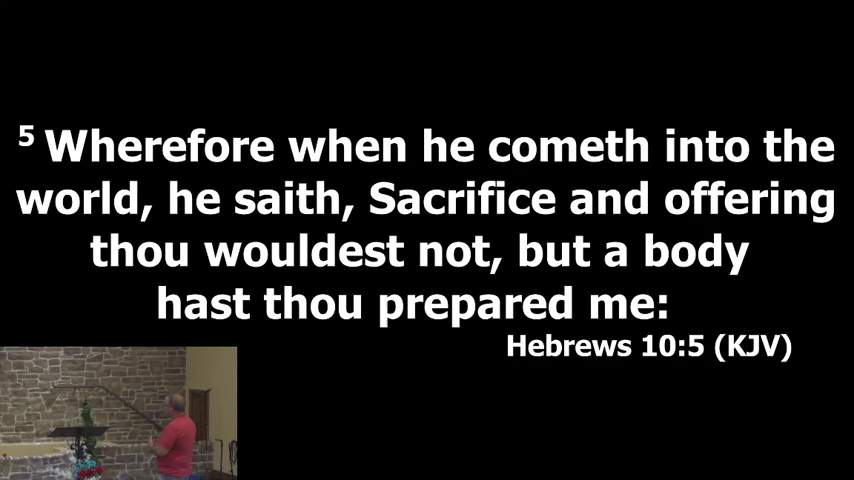 5 Wherefore when he cometh into the
world, he saith, Sacrifice and offering
thou wouldest not, but a body
hast thou prepared me:
Hebrews 10:5 (KJV)